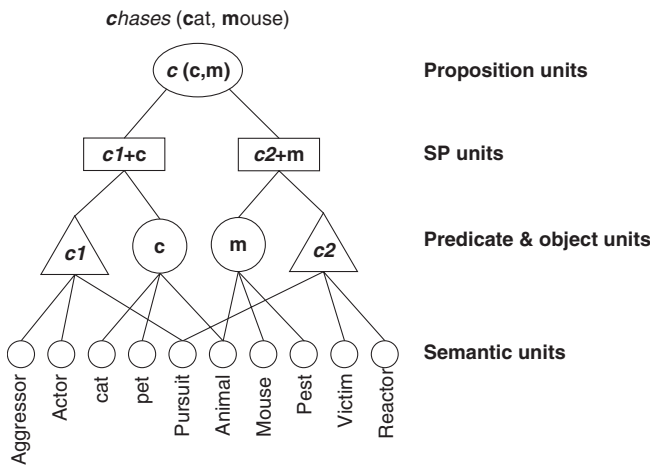 chases (cat, mouse)
c (c,m)
Proposition units
c1+c
c2+m
SP units
c1
c
m
c2
Predicate & object units
Semantic units
Aggressor
Actor
cat
pet
Pursuit
Animal
Mouse
Pest
Victim
Reactor